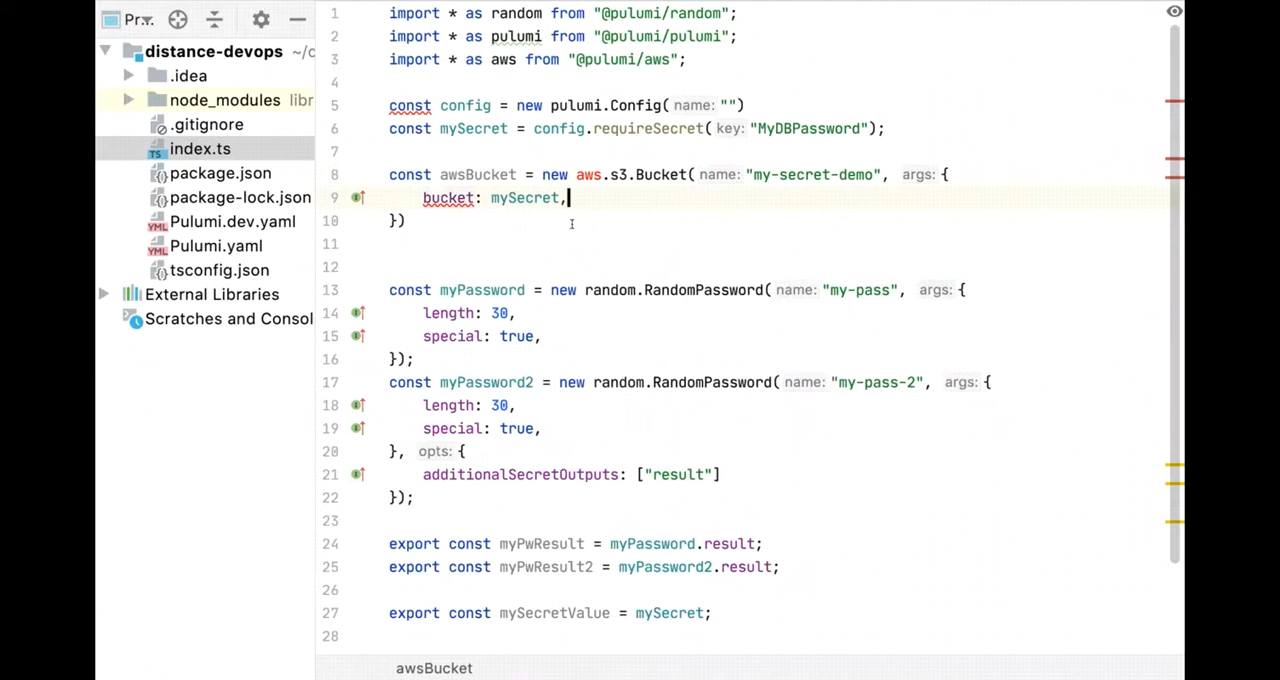 Pr...
distance-devops ~/c
.idea
node_modules libr
.gitignore
index.ts
package.json
package-lock.json
Pulumi.dev.yaml
Pulumi.yaml
tsconfig.json
External Libraries
Scratches and Consol
1 import * as random from "@pulumi/random";
2 import * as pulumi from "@pulumi/pulumi";
3 import * as aws from "@pulumi/aws";
4
5 const config = new pulumi.Config( name: "")
6 const mySecret = config.requireSecret( key: "MyDBPassword");
7
8 const awsBucket = new aws.s3.Bucket( name: "my-secret-demo", args: {
9 bucket: mySecret,
10 })
11
12
13 const myPassword = new random.RandomPassword( name: "my-pass", args: {
14 length: 30,
15 special: true,
16 });
17 const myPassword2 = new random.RandomPassword( name: "my-pass-2", args: {
18 length: 30,
19 special: true,
20 }, opts: {
21 additionalSecretOutputs: ["result"]
22 });
23
24 export const myPwResult = myPassword.result;
25 export const myPwResult2 = myPassword2.result;
26
27 export const mySecretValue = mySecret;
28
awsBucket